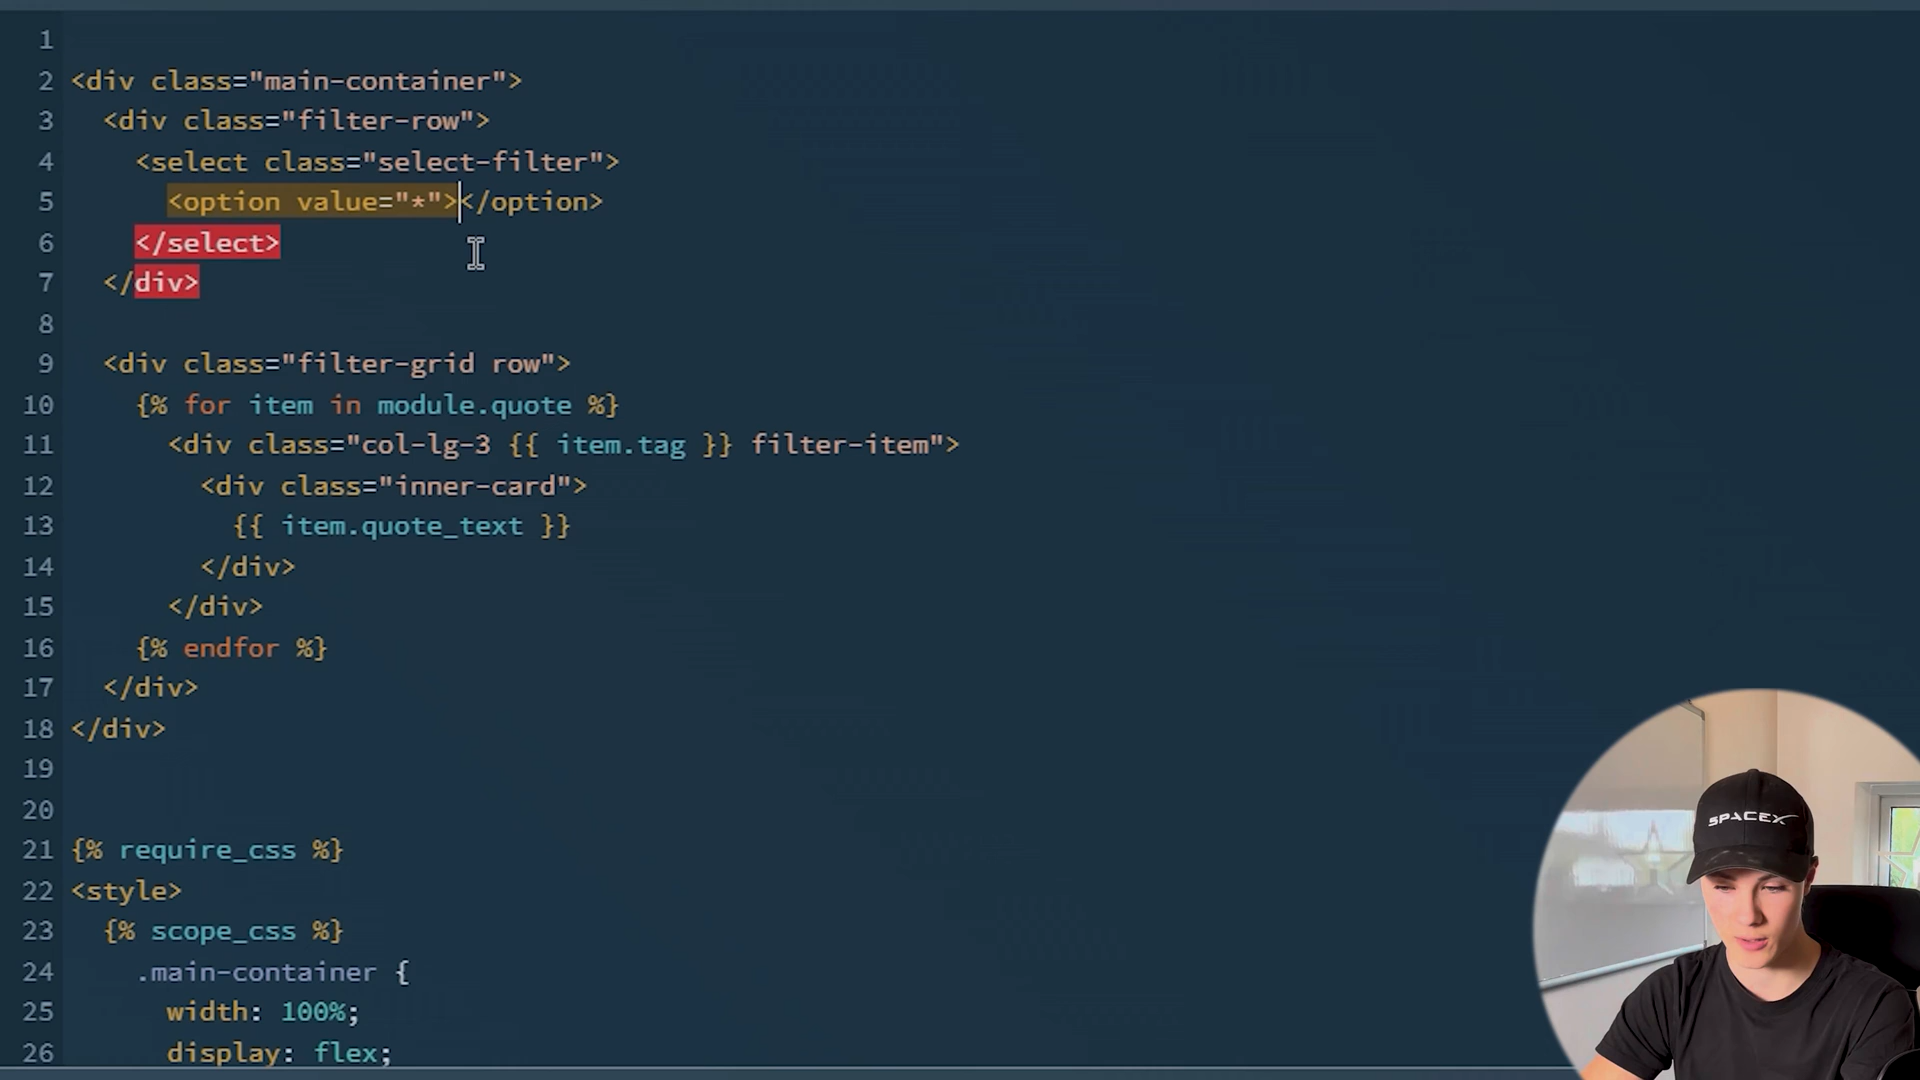 1
2 <div class="main-container">
3 <div class="filter-row">
4 <select class="select-filter">
5 <option value="*"></option>
6 </select>
7 </div>
8
9 <div class="filter-grid row">
10 {% for item in module.quote %}
11 <div class="col-lg-3 {{ item.tag }} filter-item">
12 <div class="inner-card">
13 {{ item.quote_text }}
14 </div>
15 </div>
16 {% endfor %}
17 </div>
18 </div>
19
20
21 {% require_css %}
22 <style>
23 {% scope_css %}
24 .main-container {
25 width: 100%;
26 display: flex;
SPACEX